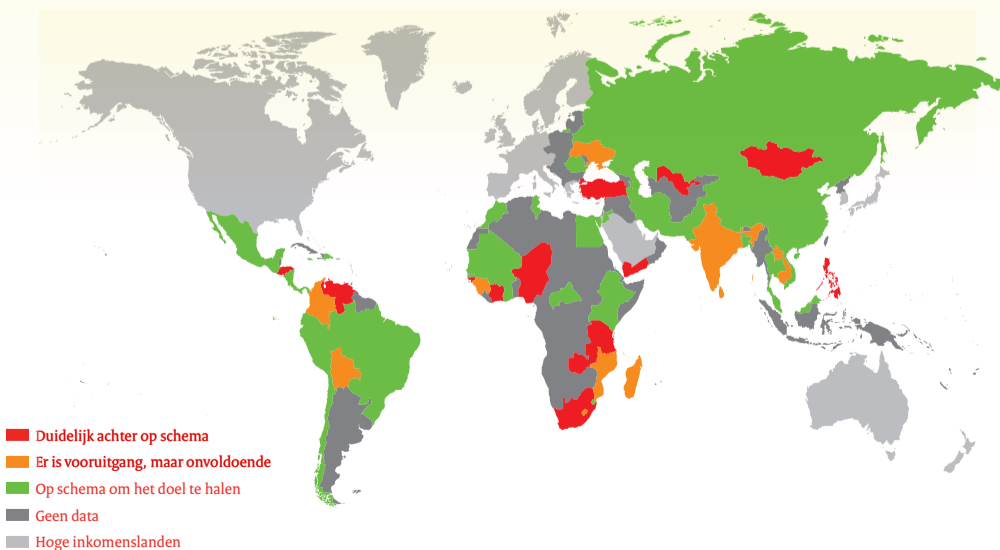 Duidelijk achter op schema
Er is vooruitgang, maar onvoldoende
Op schema om het doel te halen
Geen data
Hoge inkomenslanden